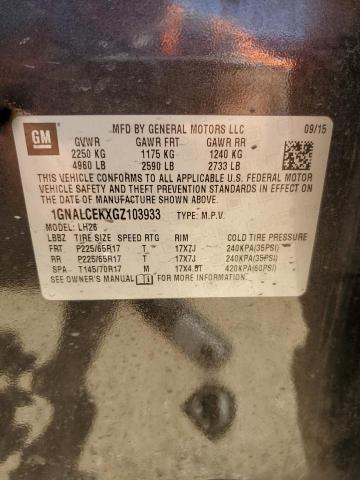 GM
MFD BY GENERAL MOTORS LLC 09/15
GVWR GAWR FRT GAWR RR
2250 KG 1175 KG 1240 KG
4960 LB 2590 LB 2733 LB
THIS VEHICLE CONFORMS TO ALL APPLICABLE U.S. FEDERAL MOTOR
VEHICLE SAFETY AND THEFT PREVENTION STANDARDS IN EFFECT ON
THE DATE OF MANUFACTURE SHOWN ABOVE.
1GNALCEKXGZ103933 TYPE: M.P.V.
MODEL: LH26
LBBZ TIRE SIZE SPEED RTG RIM COLD TIRE PRESSURE
FRT P225/65R17 T 17X7J 240KPA(35PSI)
RR P225/65R17 T 17X7J 240KPA(35PSI)
SPA T145/70R17 M 17X4.5T 420KPA(60PSI)
SEE OWNER'S MANUAL FOR MORE INFORMATION.